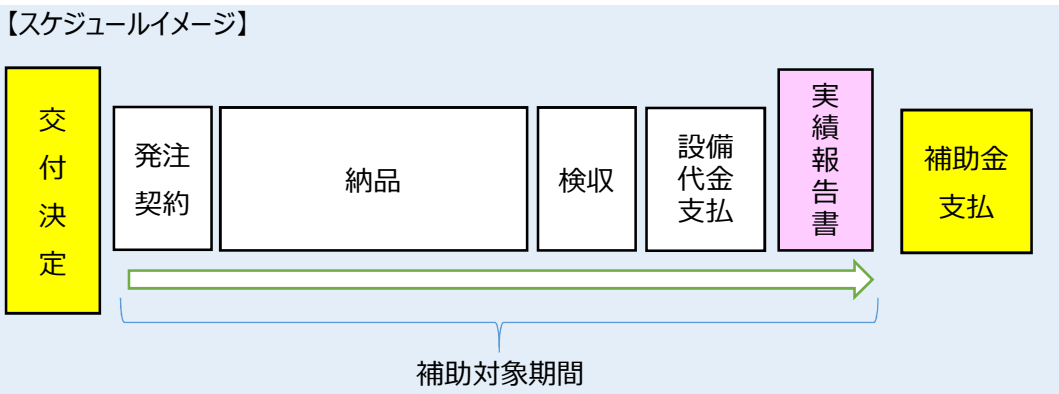 【スケジュールイメージ】
交付決定
発注
契約
納品
検収
設備
代金
支払
実績報告書
補助金
支払
補助対象期間